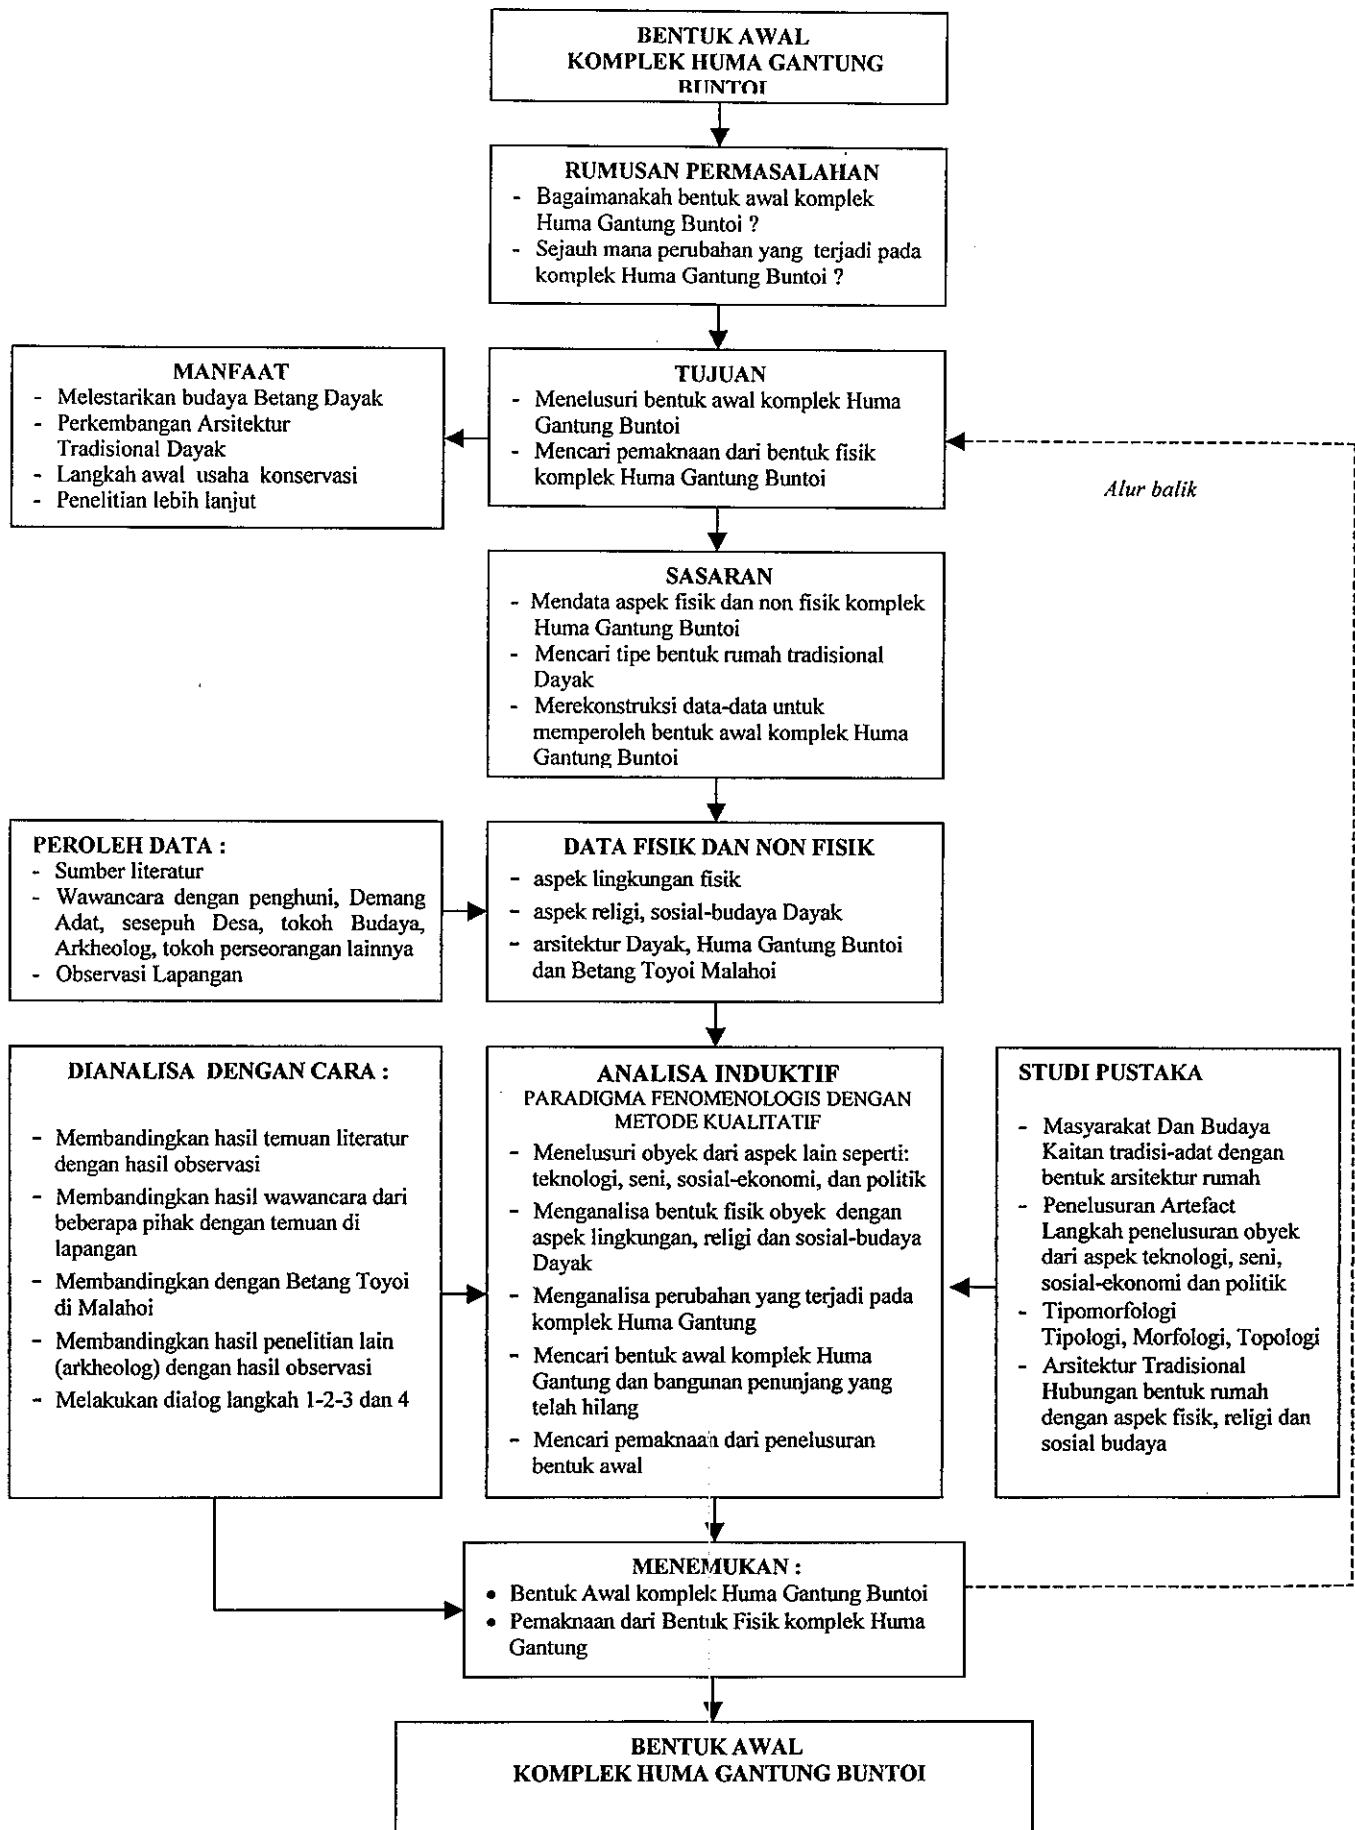 BENTUK AWAL
KOMPLEK HUMA GANTUNG
BUNTOI
RUMUSAN PERMASALAHAN
- Bagaimanakah bentuk awal komplek
Huma Gantung Buntoi ?
- Sejauh mana perubahan yang terjadi pada
komplek Huma Gantung Buntoi ?
MANFAAT
- Melestarikan budaya Betang Dayak
- Perkembangan Arsitektur
Tradisional Dayak
- Langkah awal usaha konservasi
- Penelitian lebih lanjut
TUJUAN
- Menelusuri bentuk awal komplek Huma
Gantung Buntoi
- Mencari pemaknaan dari bentuk fisik
komplek Huma Gantung Buntoi
Alur balik
SASARAN
- Mendata aspek fisik dan non fisik komplek
Huma Gantung Buntoi
- Mencari tipe bentuk rumah tradisional
Dayak
- Merekonstruksi data-data untuk
memperoleh bentuk awal komplek Huma
Gantung Buntoi
PEROLEH DATA :
- Sumber literatur
- Wawancara dengan penghuni, Demang
Adat, sesepuh Desa, tokoh Budaya,
Arkheolog, tokoh perseorangan lainnya
- Observasi Lapangan
DATA FISIK DAN NON FISIK
- aspek lingkungan fisik
- aspek religi, sosial-budaya Dayak
- arsitektur Dayak, Huma Gantung Buntoi
dan Betang Toyoi Malahoi
DIANALISA DENGAN CARA :
- Membandingkan hasil temuan literatur
dengan hasil observasi
- Membandingkan hasil wawancara dari
beberapa pihak dengan temuan di
lapangan
- Membandingkan dengan Betang Toyoi
di Malahoi
- Membandingkan hasil penelitian lain
(arkheolog) dengan hasil observasi
- Melakukan dialog langkah 1-2-3 dan 4
ANALISA INDUKTIF
PARADIGMA FENOMENOLOGIS DENGAN
METODE KUALITATIF
- Menelusuri obyek dari aspek lain seperti:
teknologi, seni, sosial-ekonomi, dan politik
- Menganalisa bentuk fisik obyek dengan
aspek lingkungan, religi dan sosial-budaya
Dayak
- Menganalisa perubahan yang terjadi pada
komplek Huma Gantung
- Mencari bentuk awal komplek Huma
Gantung dan bangunan penunjang yang
telah hilang
- Mencari pemaknaan dari penelusuran
bentuk awal
STUDI PUSTAKA
- Masyarakat Dan Budaya
Kaitan tradisi-adat dengan
bentuk arsitektur rumah
- Penelusuran Artefact
Langkah penelusuran obyek
dari aspek teknologi, seni,
sosial-ekonomi dan politik
- Tipomorfologi
Tipologi, Morfologi, Topologi
- Arsitektur Tradisional
Hubungan bentuk rumah
dengan aspek fisik, religi dan
sosial budaya
MENEMUKAN :
• Bentuk Awal komplek Huma Gantung Buntoi
• Pemaknaan dari Bentuk Fisik komplek Huma
Gantung
BENTUK AWAL
KOMPLEK HUMA GANTUNG BUNTOI